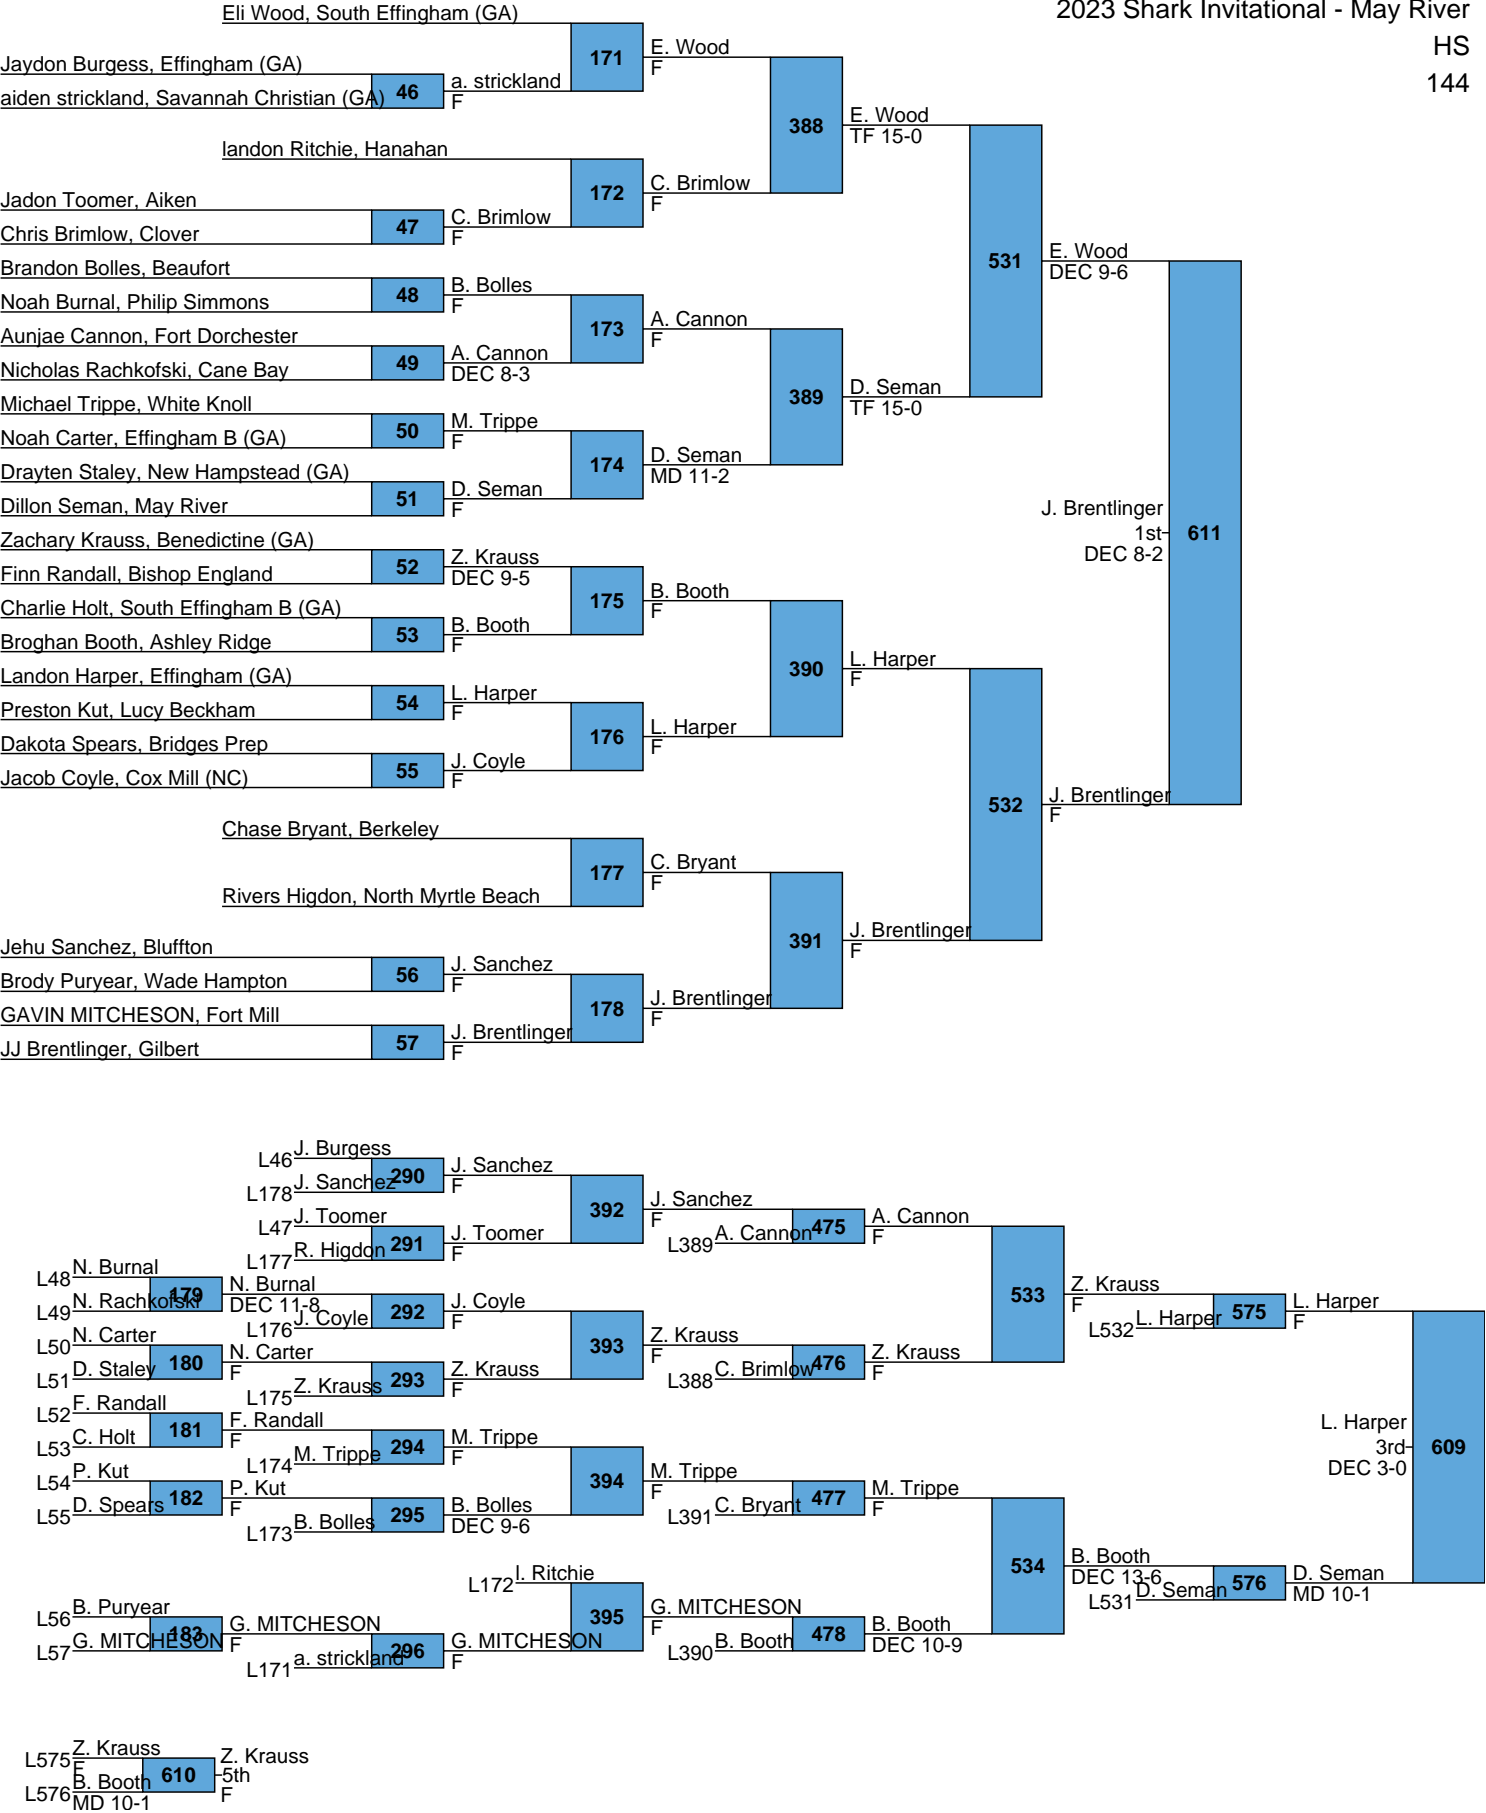 2023 Shark Invitational - May River
HS
144
Eli Wood, South Effingham (GA)
171
E. Wood
F
Jaydon Burgess, Effingham (GA)
46
a. strickland
F
aiden strickland, Savannah Christian (GA)
388
E. Wood
TF 15-0
landon Ritchie, Hanahan
172
C. Brimlow
F
Jadon Toomer, Aiken
47
C. Brimlow
F
Chris Brimlow, Clover
531
E. Wood
DEC 9-6
Brandon Bolles, Beaufort
48
B. Bolles
F
Noah Burnal, Philip Simmons
173
A. Cannon
F
Aunjae Cannon, Fort Dorchester
49
A. Cannon
DEC 8-3
Nicholas Rachkofski, Cane Bay
389
D. Seman
TF 15-0
Michael Trippe, White Knoll
50
M. Trippe
F
Noah Carter, Effingham B (GA)
174
D. Seman
MD 11-2
Drayten Staley, New Hampstead (GA)
51
D. Seman
F
Dillon Seman, May River
J. Brentlinger
1st
DEC 8-2
611
Zachary Krauss, Benedictine (GA)
52
Z. Krauss
DEC 9-5
Finn Randall, Bishop England
175
B. Booth
F
Charlie Holt, South Effingham B (GA)
53
B. Booth
F
Broghan Booth, Ashley Ridge
390
L. Harper
F
Landon Harper, Effingham (GA)
54
L. Harper
F
Preston Kut, Lucy Beckham
176
L. Harper
F
Dakota Spears, Bridges Prep
55
J. Coyle
F
Jacob Coyle, Cox Mill (NC)
532
J. Brentlinger
F
Chase Bryant, Berkeley
177
C. Bryant
F
Rivers Higdon, North Myrtle Beach
391
J. Brentlinger
F
Jehu Sanchez, Bluffton
56
J. Sanchez
F
Brody Puryear, Wade Hampton
178
J. Brentlinger
F
GAVIN MITCHESON, Fort Mill
57
J. Brentlinger
F
JJ Brentlinger, Gilbert
L46
J. Burgess
290
J. Sanchez
F
L178
J. Sanchez
392
J. Sanchez
F
L47
J. Toomer
291
J. Toomer
F
L177
R. Higdon
L389
A. Cannon
475
A. Cannon
F
L48
N. Burnal
179
N. Burnal
DEC 11-8
L49
N. Rachkofski
292
J. Coyle
F
L176
J. Coyle
533
Z. Krauss
F
L532
L. Harper
575
L. Harper
F
L50
N. Carter
180
N. Carter
F
L51
D. Staley
393
Z. Krauss
F
L388
C. Brimlow
476
Z. Krauss
F
293
Z. Krauss
F
L175
Z. Krauss
L52
F. Randall
181
F. Randall
F
L53
C. Holt
294
M. Trippe
F
L174
M. Trippe
L. Harper
3rd
DEC 3-0
609
L54
P. Kut
182
P. Kut
F
L55
D. Spears
394
M. Trippe
F
L391
C. Bryant
477
M. Trippe
F
295
B. Bolles
DEC 9-6
L173
B. Bolles
534
B. Booth
DEC 13-6
L531
D. Seman
576
D. Seman
MD 10-1
L172
l. Ritchie
395
G. MITCHESON
F
L56
B. Puryear
183
G. MITCHESON
F
L57
G. MITCHESON
296
G. MITCHESON
F
L171
a. strickland
L390
B. Booth
478
B. Booth
DEC 10-9
L575
Z. Krauss
F
610
Z. Krauss
5th
F
L576
B. Booth
MD 10-1